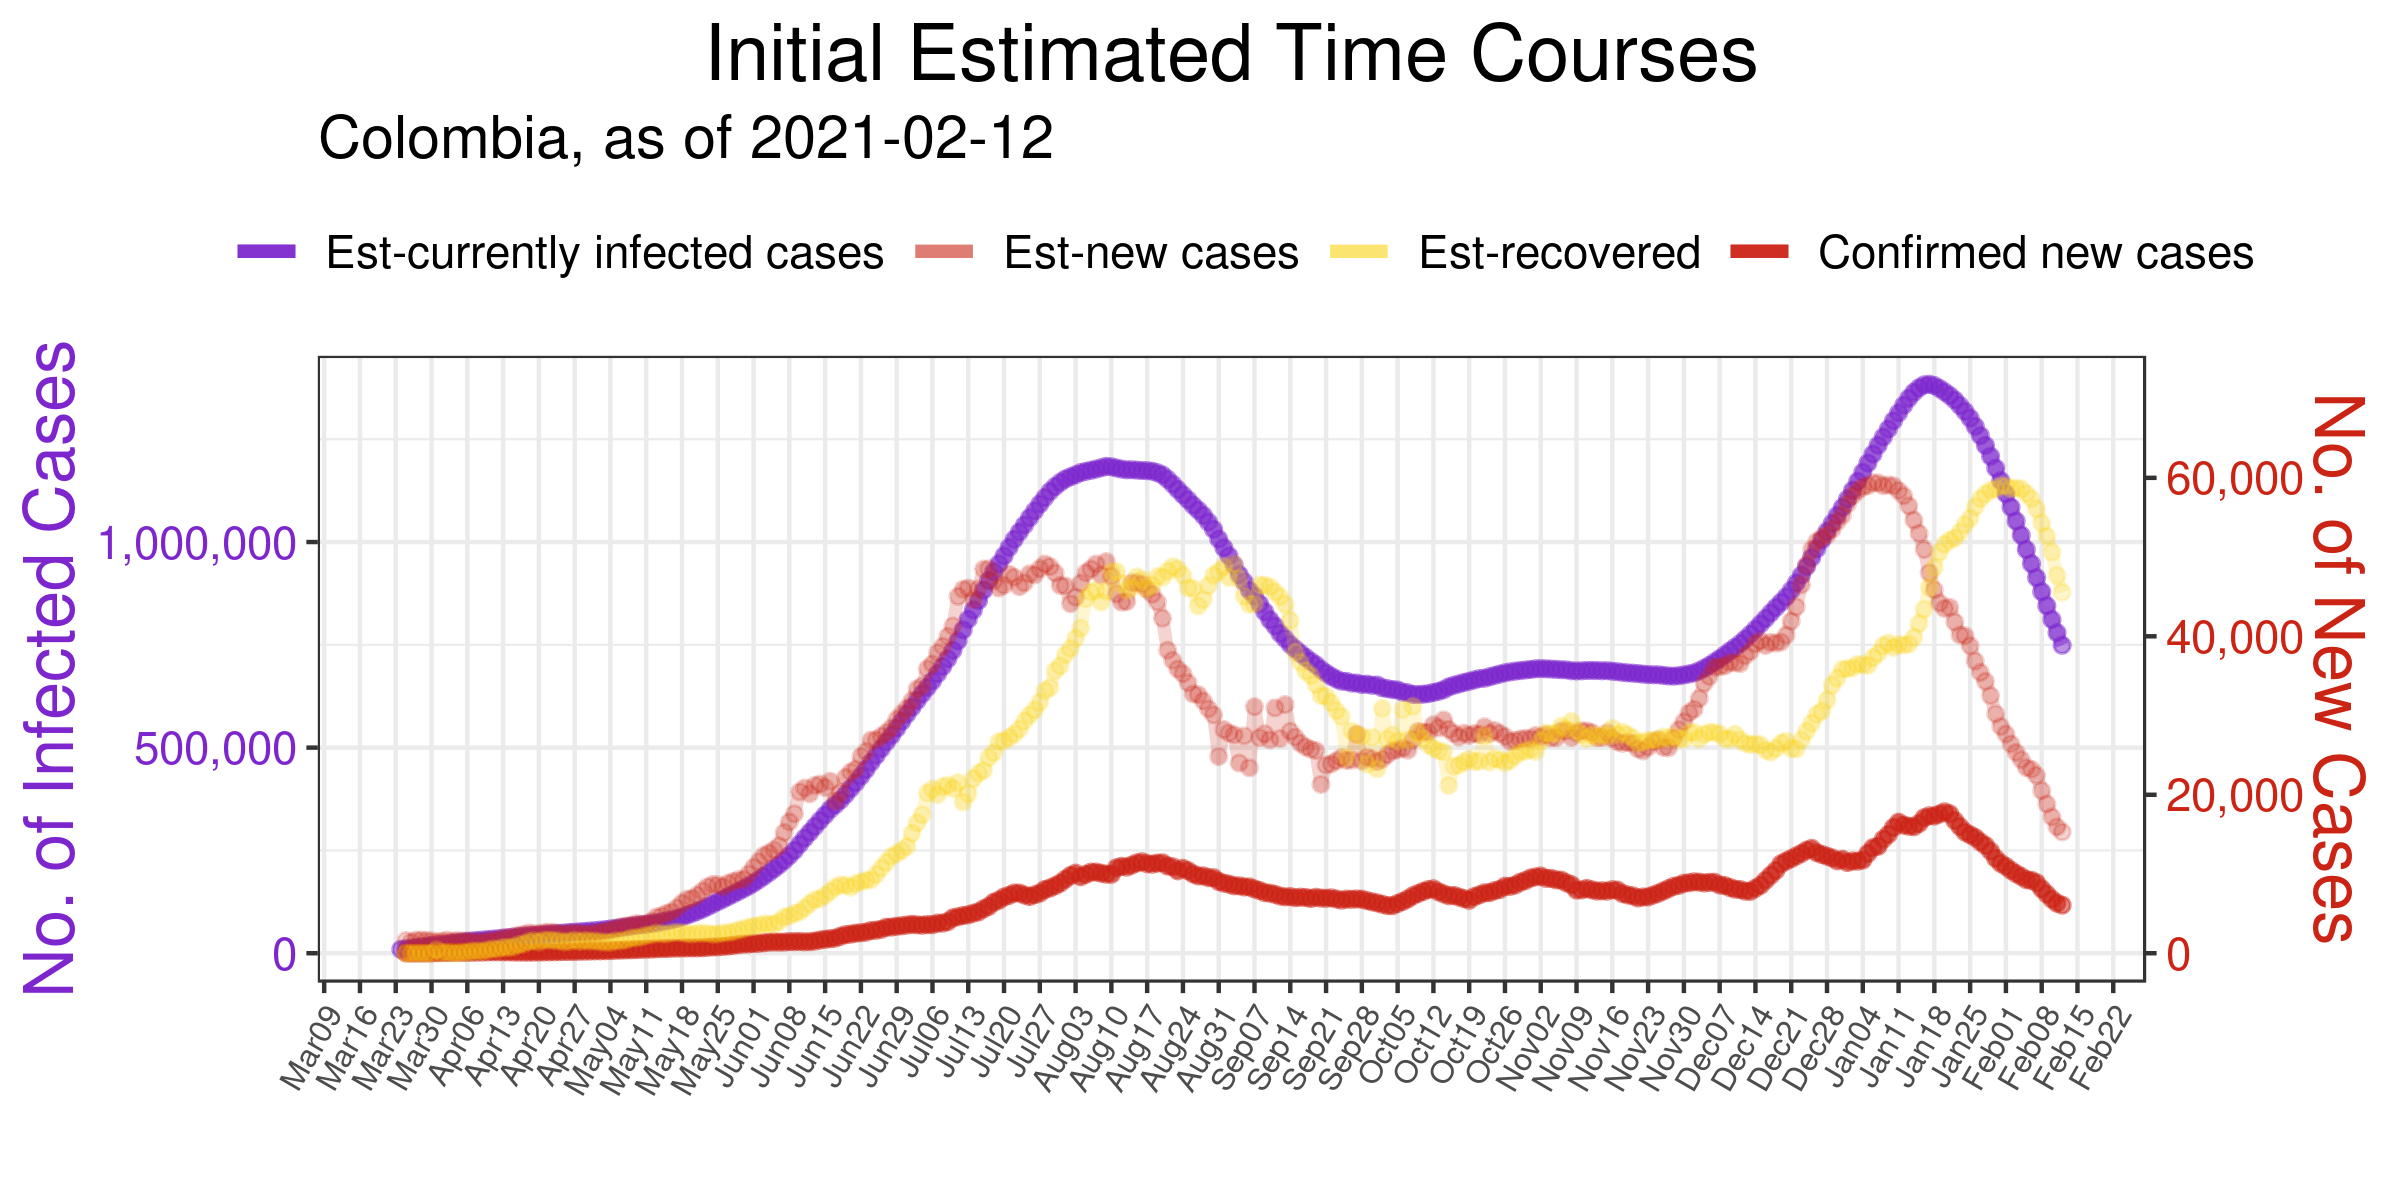 Initial Estimated Time Courses
Colombia, as of 2021-02-12
Est-currently infected cases Est-new cases Est-recovered Confirmed new cases
No. of Infected Cases
1,000,000
500,000
0
No. of New Cases
60,000
40,000
20,000
0
Mar09 Mar16 Mar23 Mar30 Apr06 Apr13 Apr20 Apr27 May04 May11 May18 May25 Jun01 Jun08 Jun15 Jun22 Jun29 Jul06 Jul13 Jul20 Jul27 Aug03 Aug10 Aug17 Aug24 Aug31 Sep07 Sep14 Sep21 Sep28 Oct05 Oct12 Oct19 Oct26 Nov02 Nov09 Nov16 Nov23 Nov30 Dec07 Dec14 Dec21 Dec28 Jan04 Jan11 Jan18 Jan25 Feb01 Feb08 Feb15 Feb22